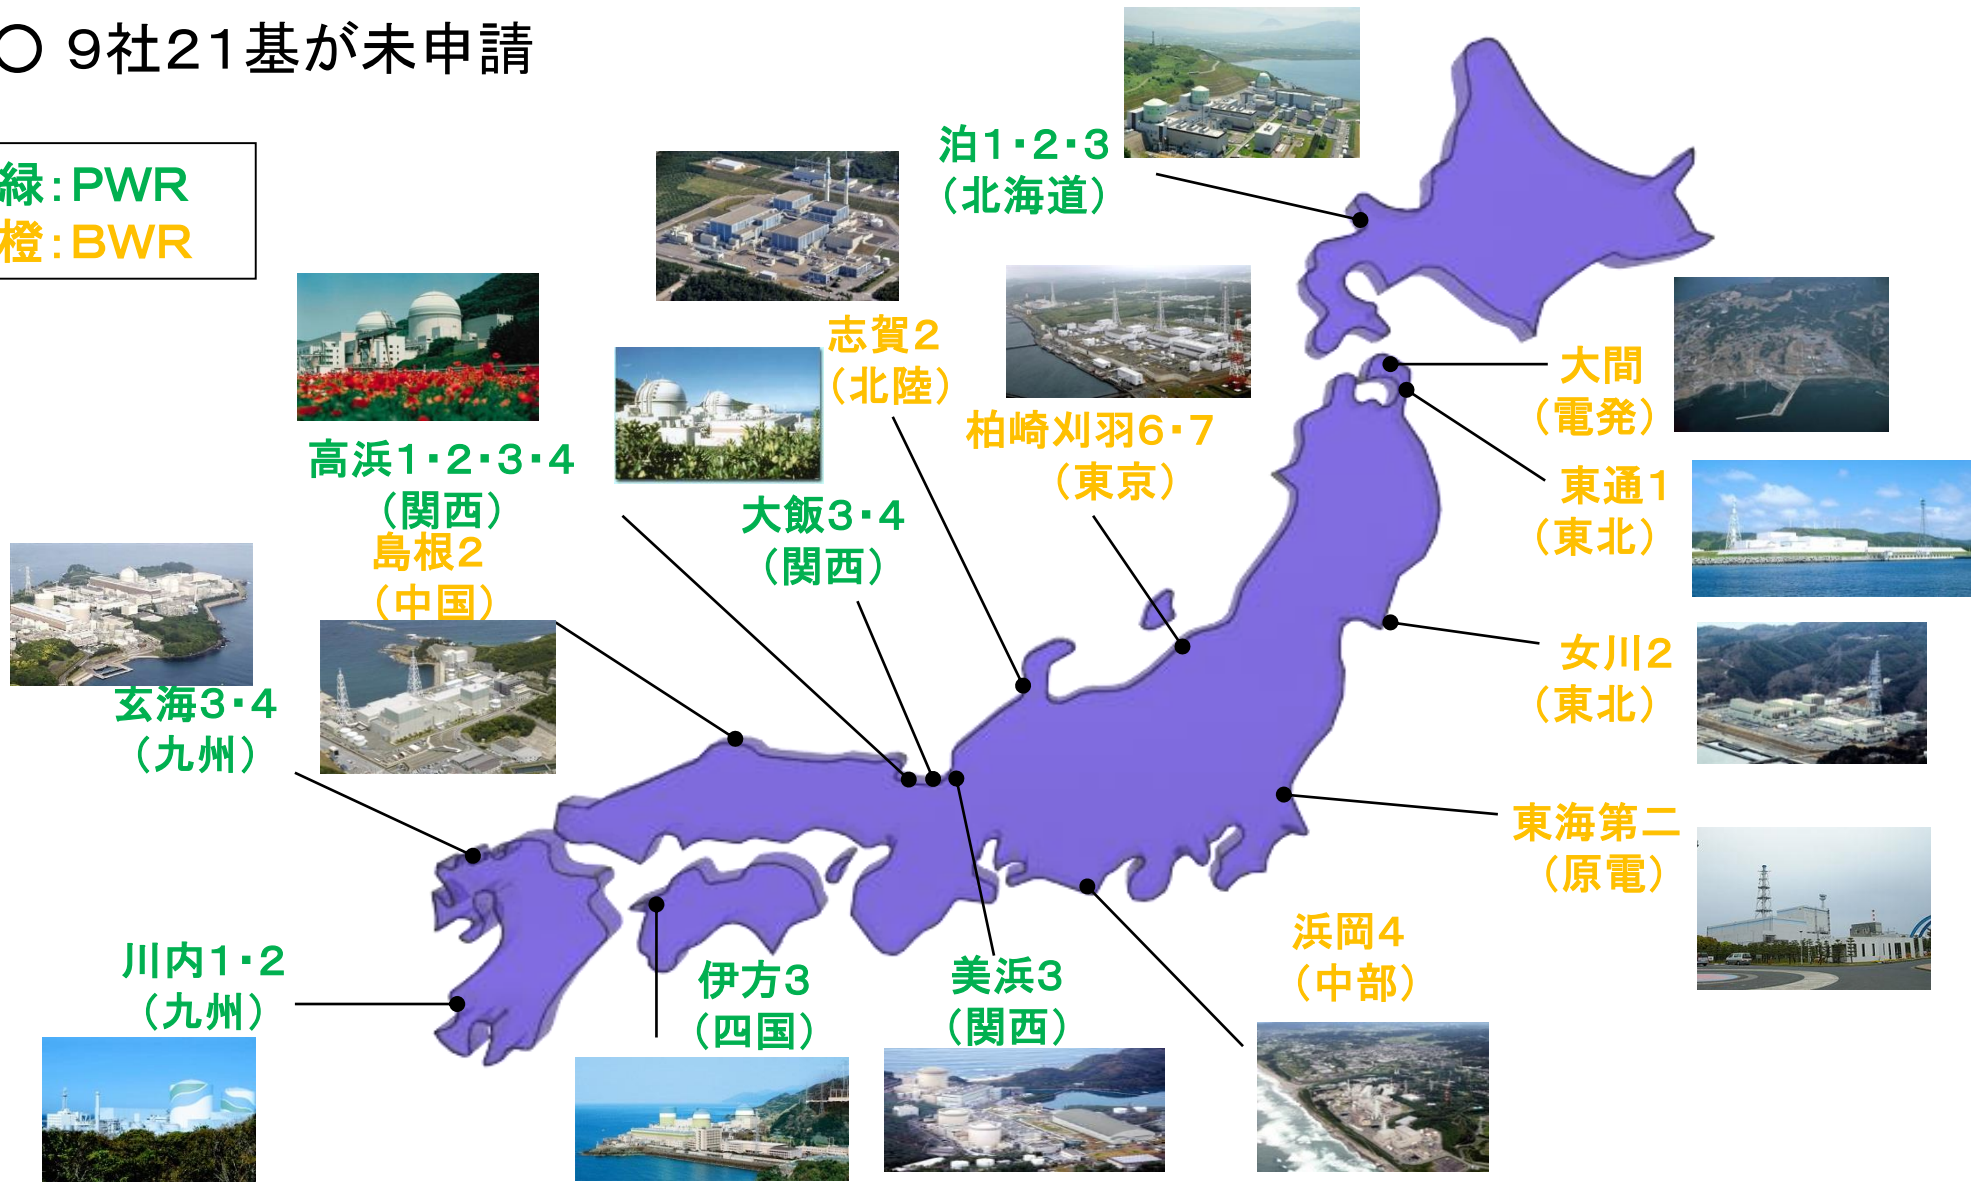 ○ 9社21基が未申請
緑:PWR
橙:BWR
泊1・2・3
(北海道)
志賀2
(北陸)
柏崎刈羽6・7
(東京)
大間
(電発)
高浜1・2・3・4
(関西)
大飯3・4
(関西)
東通1
(東北)
島根2
(中国)
女川2
(東北)
玄海3・4
(九州)
東海第二
(原電)
川内1・2
(九州)
伊方3
(四国)
美浜3
(関西)
浜岡4
(中部)